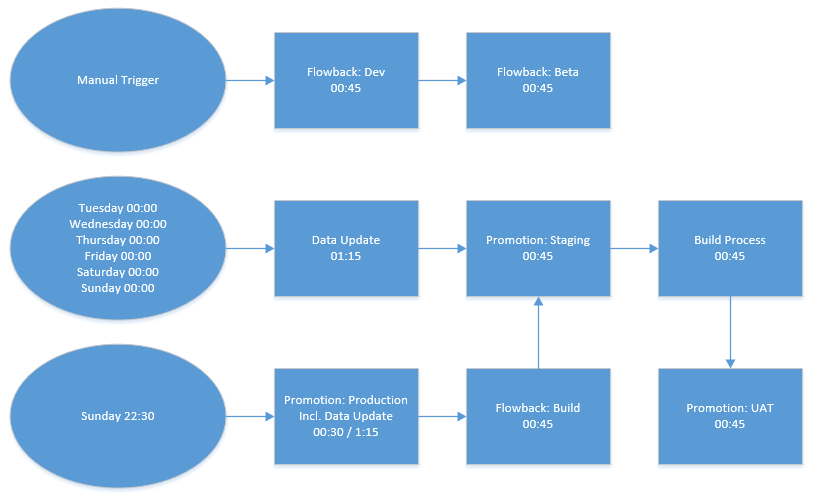 Manual Trigger
Flowback: Dev
00:45
Flowback: Beta
00:45
Tuesday 00:00
Wednesday 00:00
Thursday 00:00
Friday 00:00
Saturday 00:00
Sunday 00:00
Data Update
01:15
Promotion: Staging
00:45
Build Process
00:45
Sunday 22:30
Promotion: Production
Incl. Data Update
00:30 / 1:15
Flowback: Build
00:45
Promotion: UAT
00:45